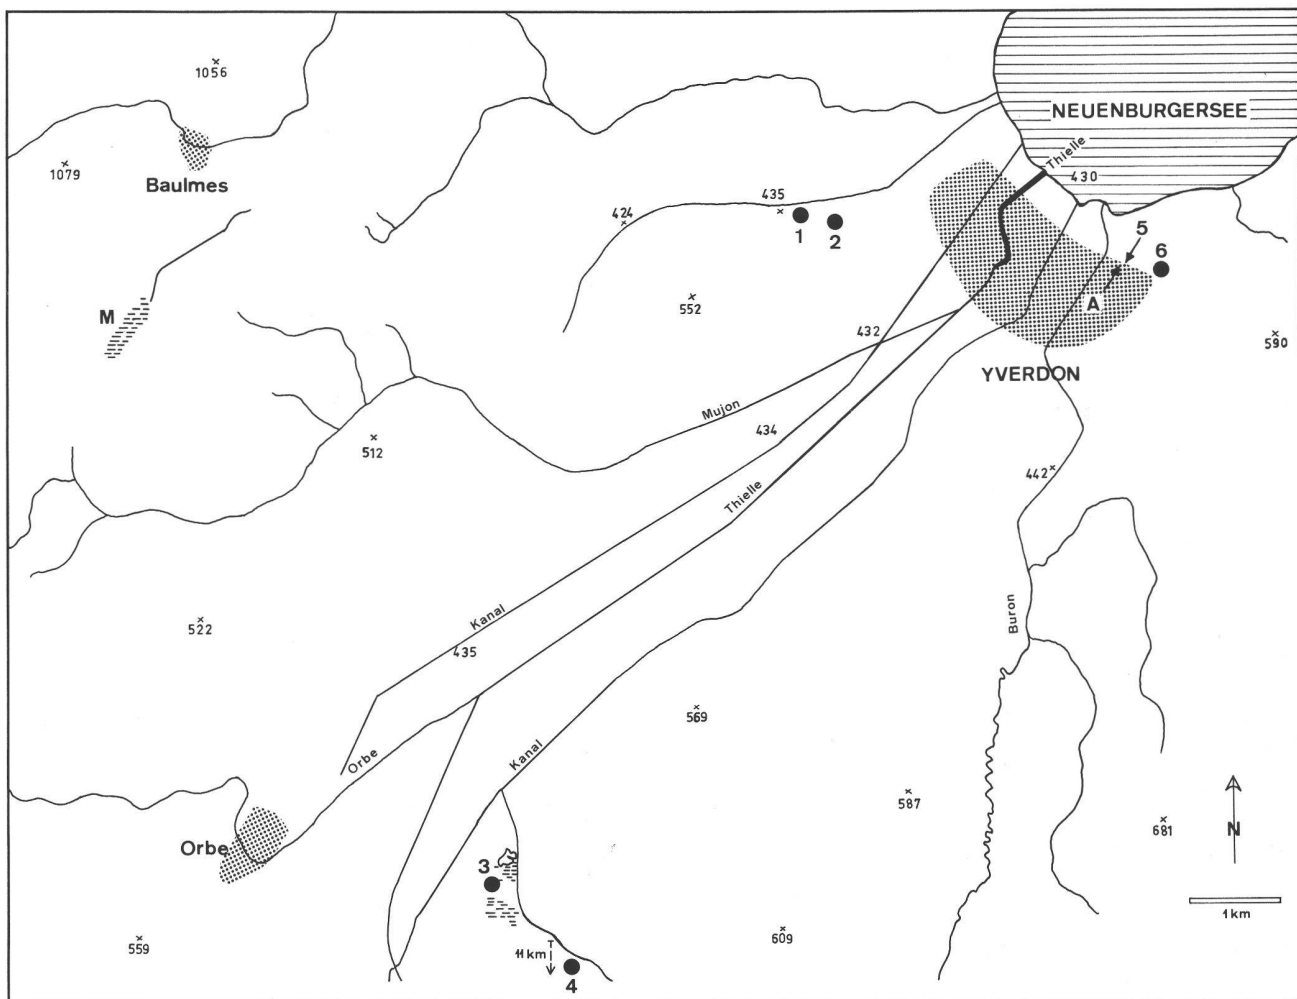 1056
NEUENBURGERSEE
1079
Baulmes
Thielle
430
435
424
1
2
5
6
M
552
A
432
590
YVERDON
Mujon
434
512
442
Thielle
Kanal
Buron
522
435
569
Orbe
Kanal
587
681
N
Orbe
3
1km
559
11km
609
4